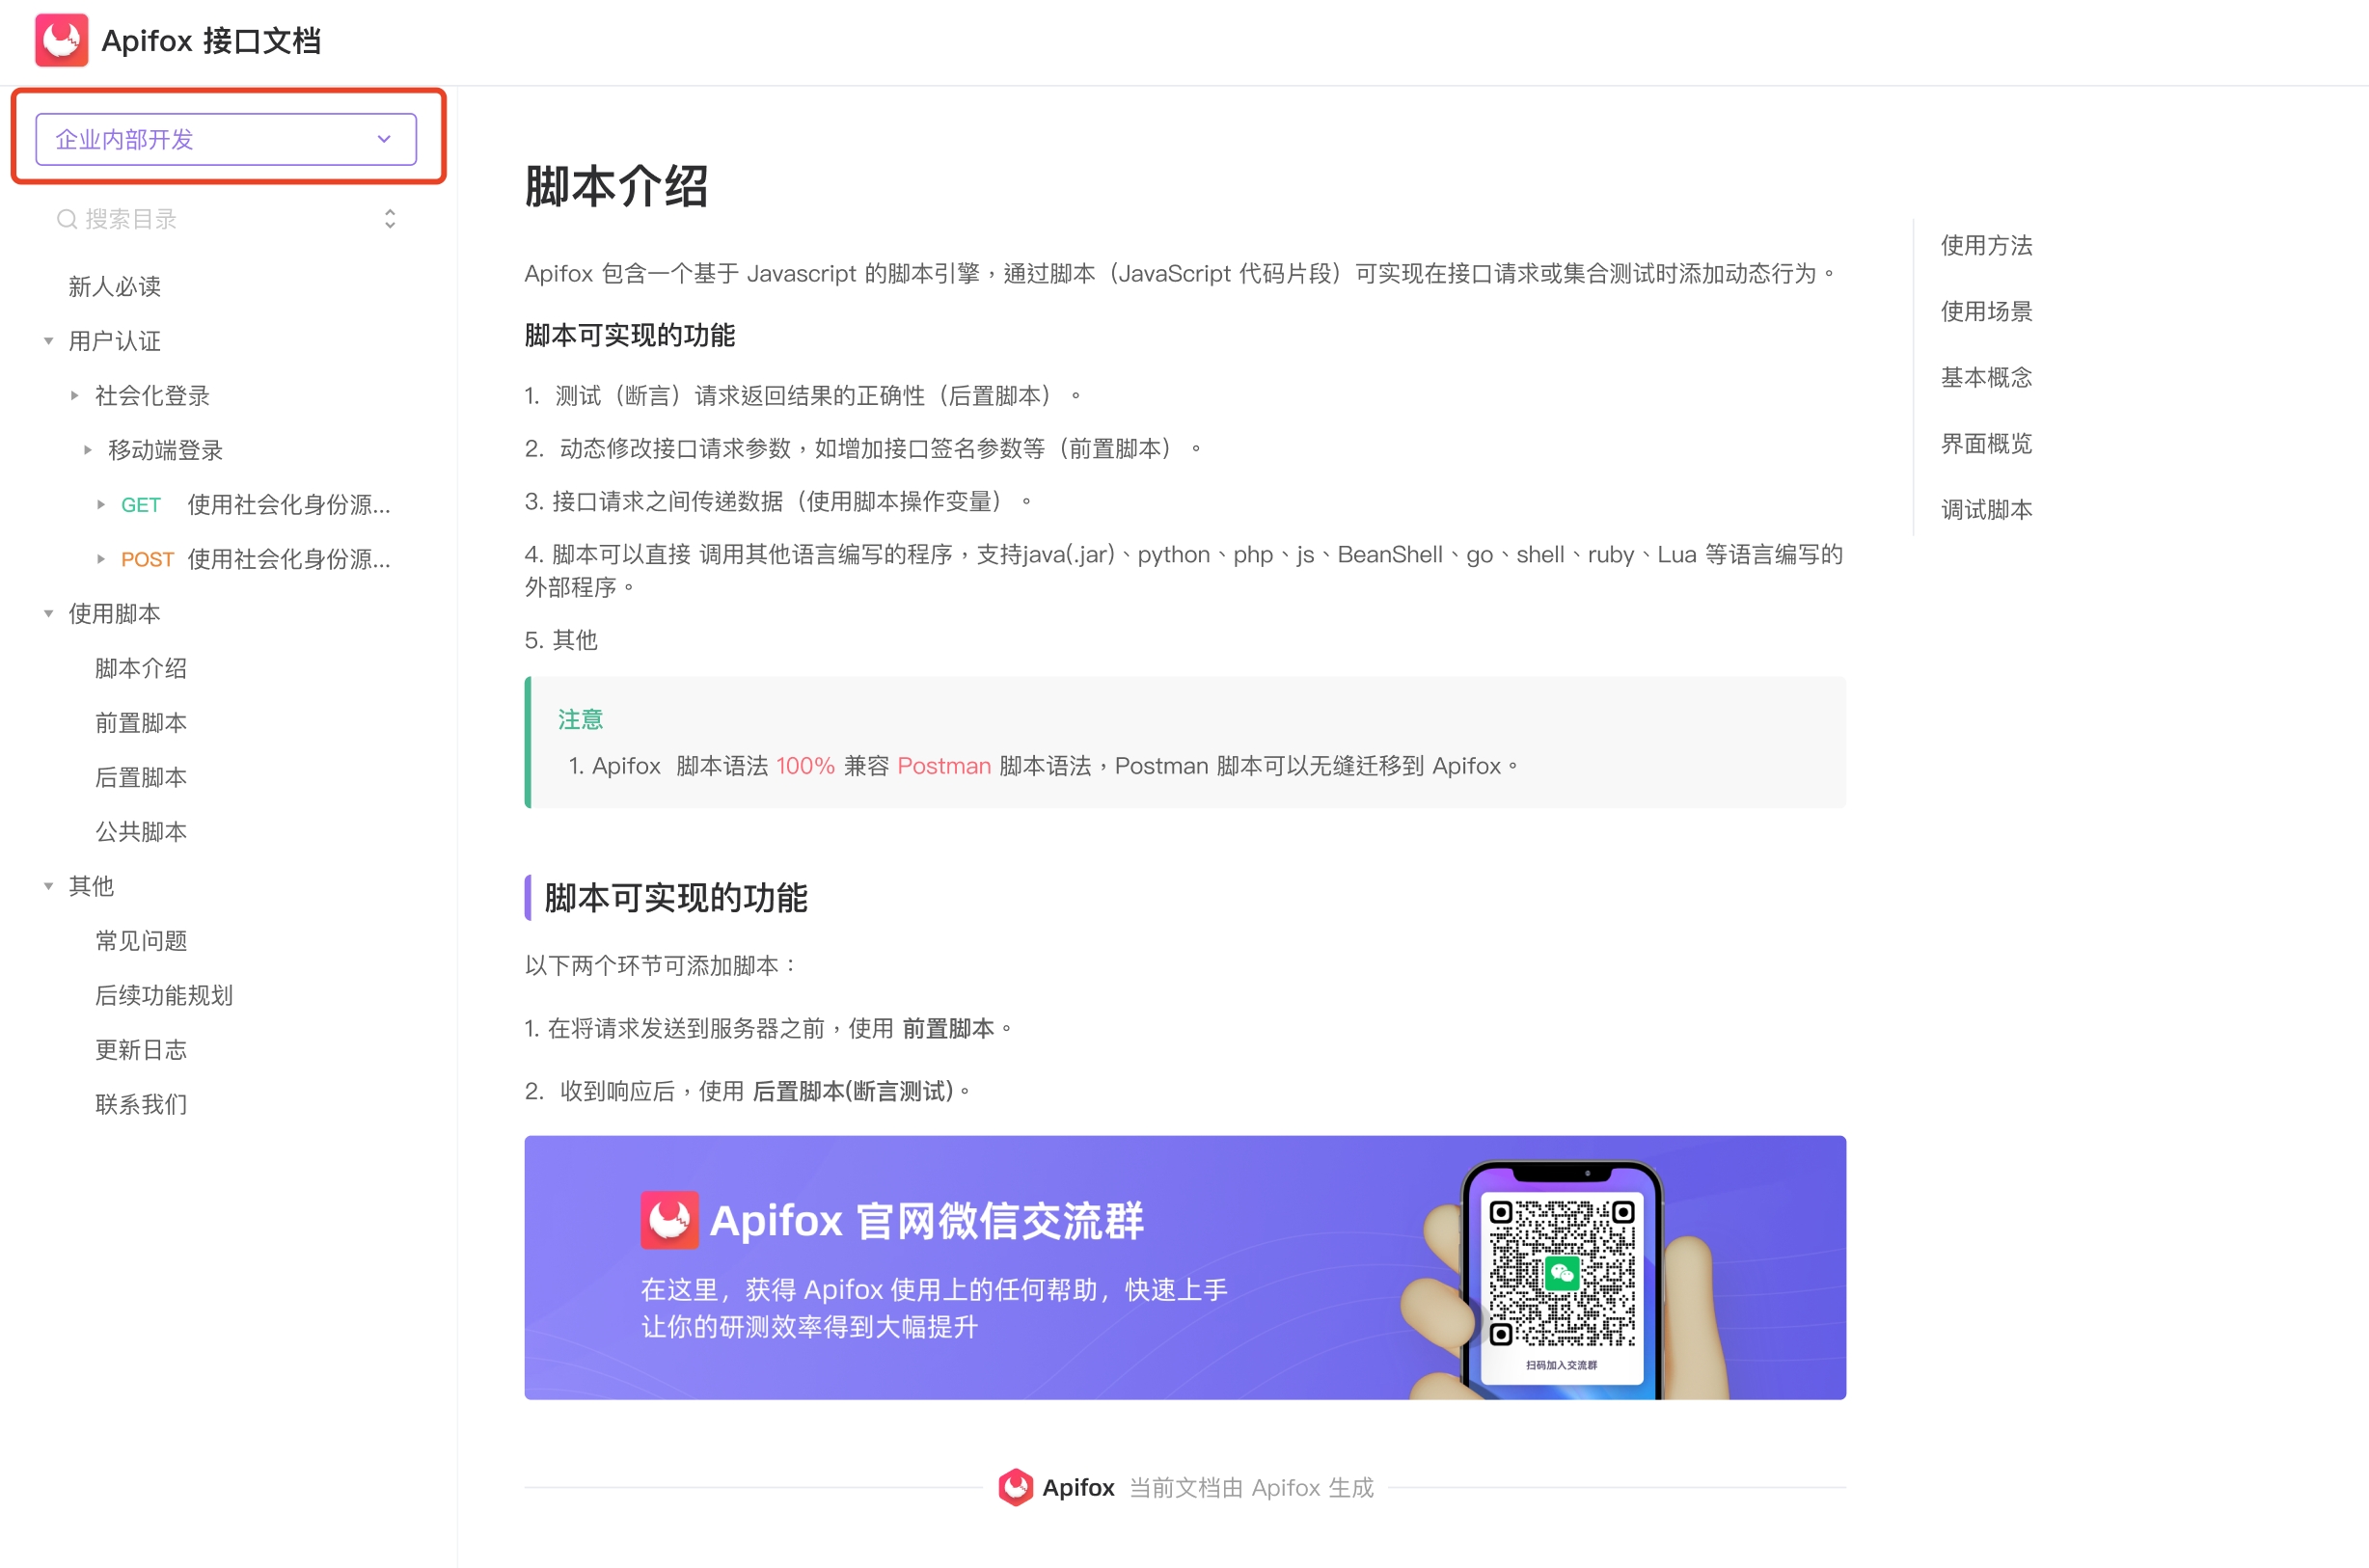 Apifox 接口文档
企业内部开发
搜索目录
新人必读
用户认证
社会化登录
移动端登录
GET 使用社会化身份源...
POST 使用社会化身份源...
使用脚本
脚本介绍
前置脚本
后置脚本
公共脚本
其他
常见问题
后续功能规划
更新日志
联系我们
脚本介绍
Apifox 包含一个基于 Javascript 的脚本引擎，通过脚本（JavaScript 代码片段）可实现在接口请求或集合测试时添加动态行为。
脚本可实现的功能
1. 测试（断言）请求返回结果的正确性（后置脚本）。
2. 动态修改接口请求参数，如增加接口签名参数等（前置脚本）。
3. 接口请求之间传递数据（使用脚本操作变量）。
4. 脚本可以直接 调用其他语言编写的程序，支持java(.jar)、python、php、js、BeanShell、go、shell、ruby、Lua 等语言编写的
外部程序。
5. 其他
注意
1. Apifox 脚本语法 100% 兼容 Postman 脚本语法，Postman 脚本可以无缝迁移到 Apifox。
脚本可实现的功能
以下两个环节可添加脚本：
1. 在将请求发送到服务器之前，使用 前置脚本。
2. 收到响应后，使用 后置脚本(断言测试)。
Apifox 官网微信交流群
在这里，获得 Apifox 使用上的任何帮助，快速上手
让你的研测效率得到大幅提升
扫码加入交流群
Apifox 当前文档由 Apifox 生成
使用方法
使用场景
基本概念
界面概览
调试脚本